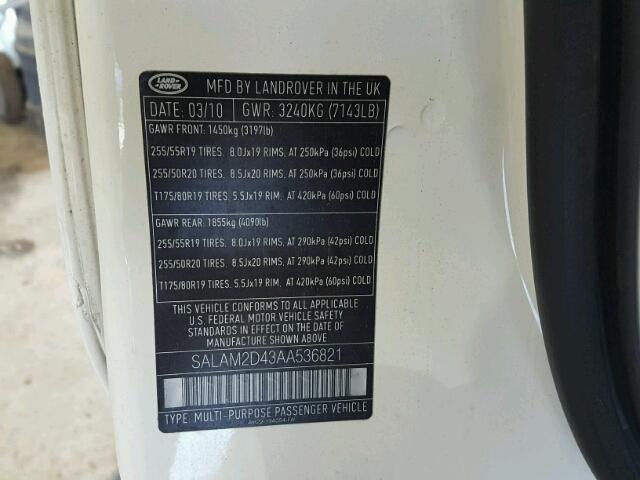 LAND ROVER
MFD BY LANDROVER IN THE UK
DATE: 03/10 GWR: 3240KG (7143LB)
GAWR FRONT: 1450kg (3197lb)
255/55R19 TIRES. 8.0Jx19 RIMS, AT 250kPa (36psi) COLD
255/50R20 TIRES. 8.5Jx20 RIMS, AT 250kPa (36psi) COLD
T175/80R19 TIRES. 5.5Jx19 RIM, AT 420kPa (60psi) COLD
GAWR REAR: 1855kg (4090lb)
255/55R19 TIRES. 8.0Jx19 RIMS, AT 290kPa (42psi) COLD
255/50R20 TIRES. 8.5Jx20 RIMS, AT 290kPa (42psi) COLD
T175/80R19 TIRES. 5.5Jx19 RIM, AT 420kPa (60psi) COLD
THIS VEHICLE CONFORMS TO ALL APPLICABLE
U.S. FEDERAL MOTOR VEHICLE SAFETY
STANDARDS IN EFFECT ON THE DATE OF
MANUFACTURE SHOWN ABOVE
SALAM2D43AA536821
TYPE: MULTI-PURPOSE PASSENGER VEHICLE